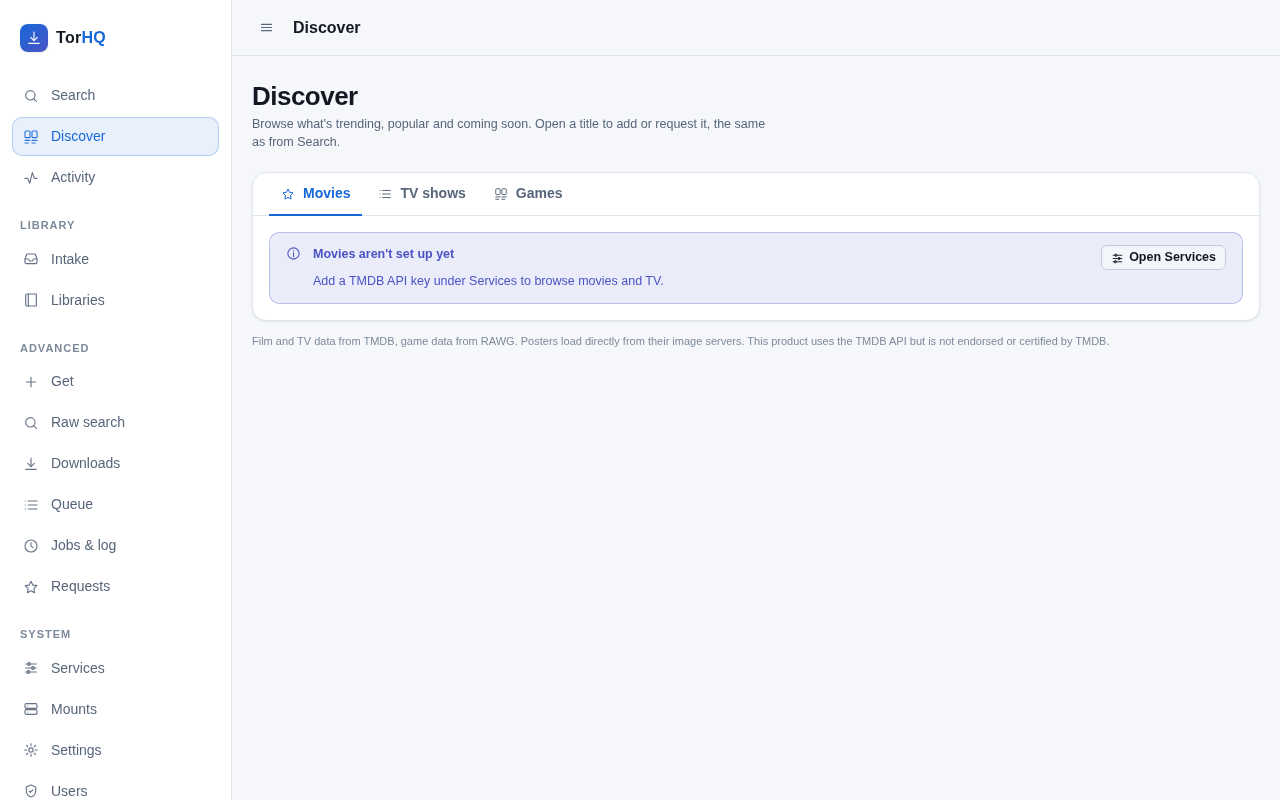 TorHQ
Discover
Search
Discover
Activity
LIBRARY
Intake
Libraries
ADVANCED
Get
Raw search
Downloads
Queue
Jobs & log
Requests
SYSTEM
Services
Mounts
Settings
Users
Discover
Browse what's trending, popular and coming soon. Open a title to add or request it, the same
as from Search.
Movies TV shows Games
Movies aren't set up yet
Open Services
Add a TMDB API key under Services to browse movies and TV.
Film and TV data from TMDB, game data from RAWG. Posters load directly from their image servers. This product uses the TMDB API but is not endorsed or certified by TMDB.